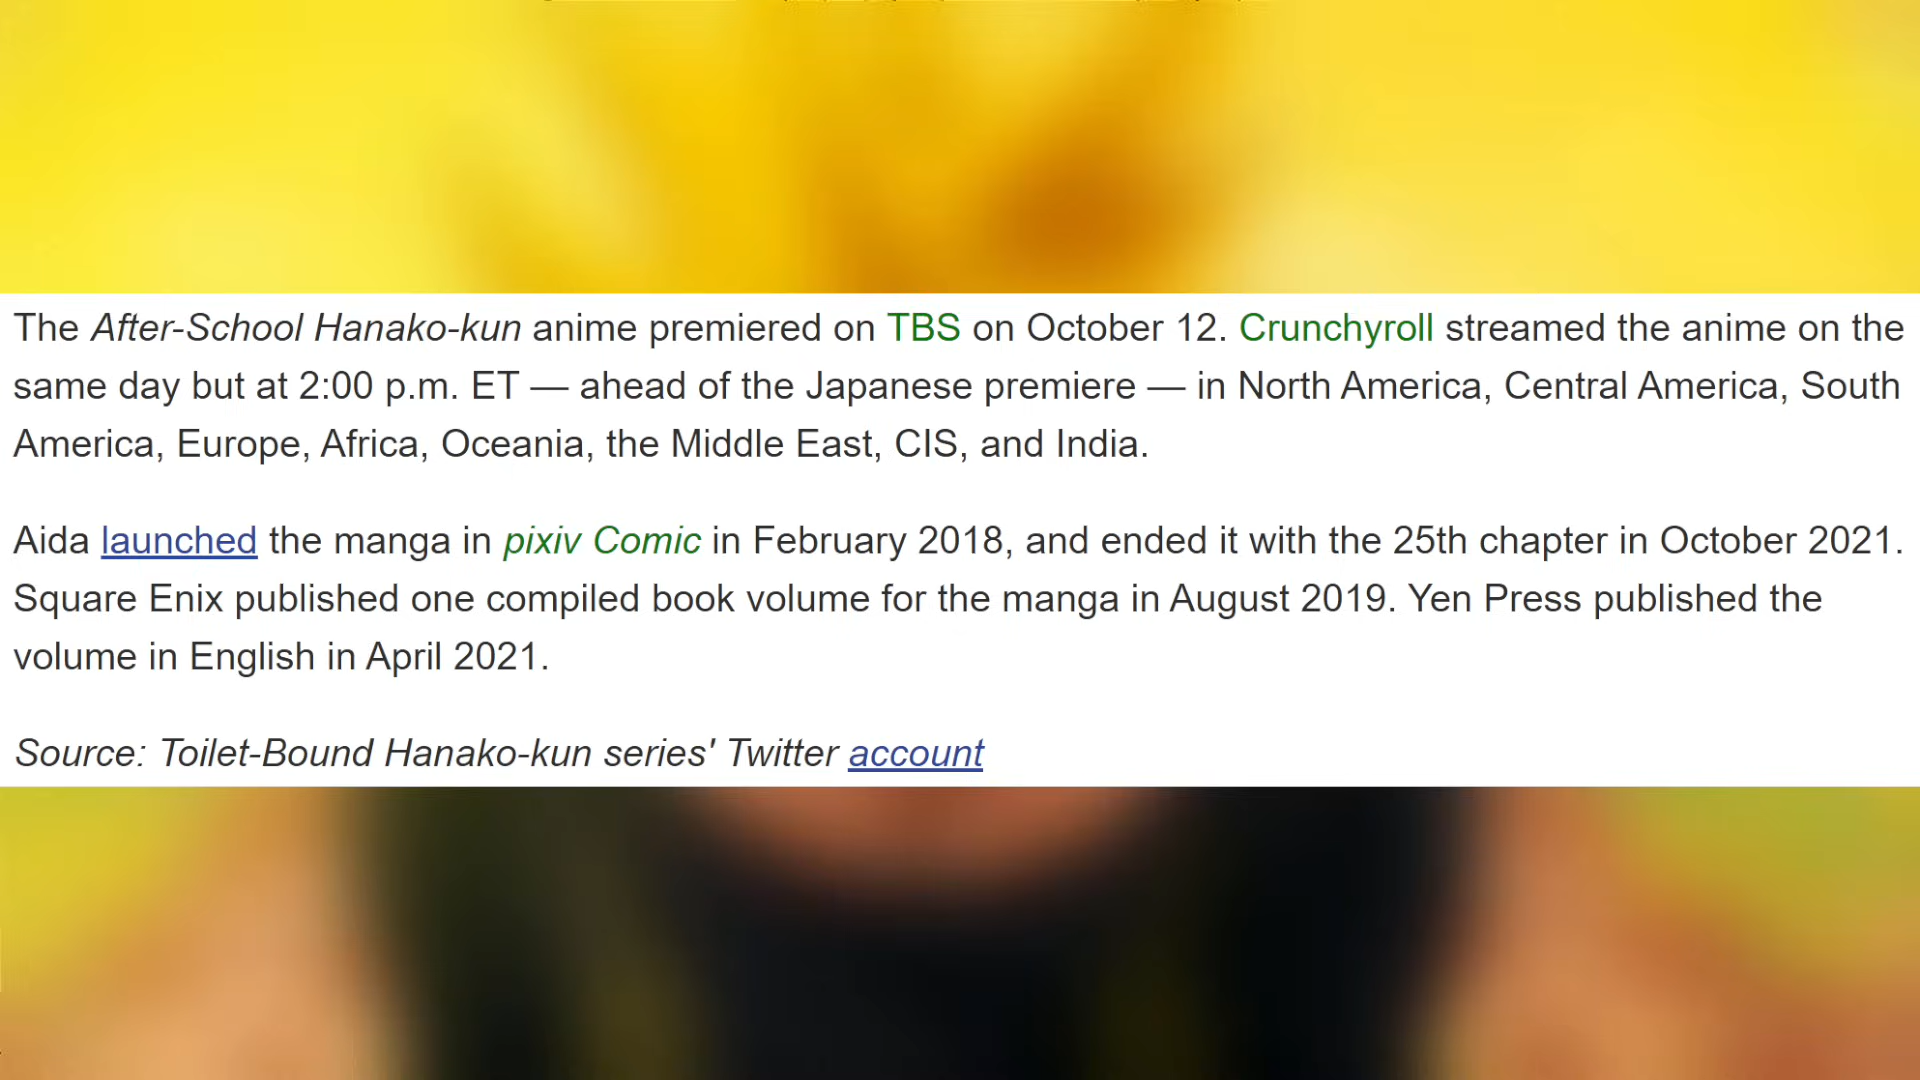 The After-School Hanako-kun anime premiered on TBS on October 12. Crunchyroll streamed the anime on the
same day but at 2:00 p.m. ET — ahead of the Japanese premiere — in North America, Central America, South
America, Europe, Africa, Oceania, the Middle East, CIS, and India.
Aida launched the manga in pixiv Comic in February 2018, and ended it with the 25th chapter in October 2021.
Square Enix published one compiled book volume for the manga in August 2019. Yen Press published the
volume in English in April 2021.
Source: Toilet-Bound Hanako-kun series' Twitter account